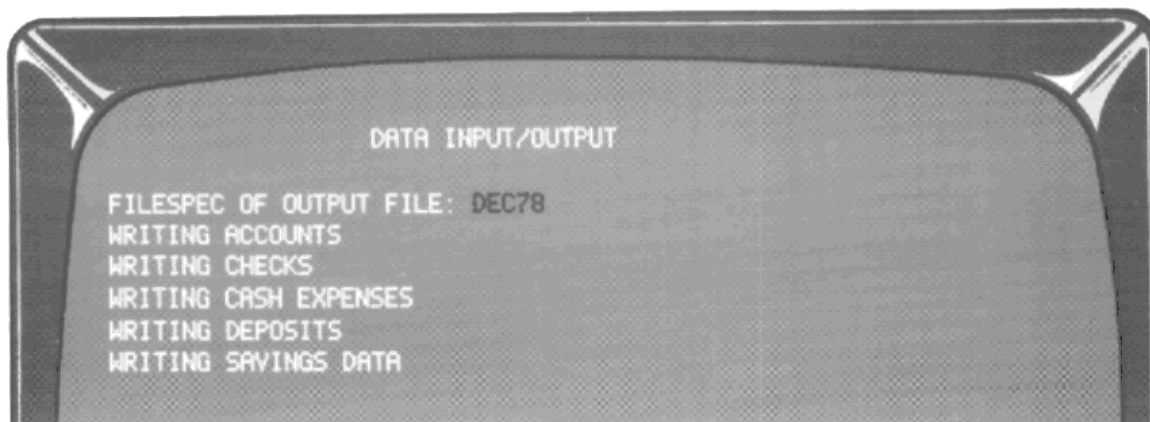 DATA INPUT/OUTPUT
FILESPEC OF OUTPUT FILE: DEC78
WRITING ACCOUNTS
WRITING CHECKS
WRITING CASH EXPENSES
WRITING DEPOSITS
WRITING SAVINGS DATA